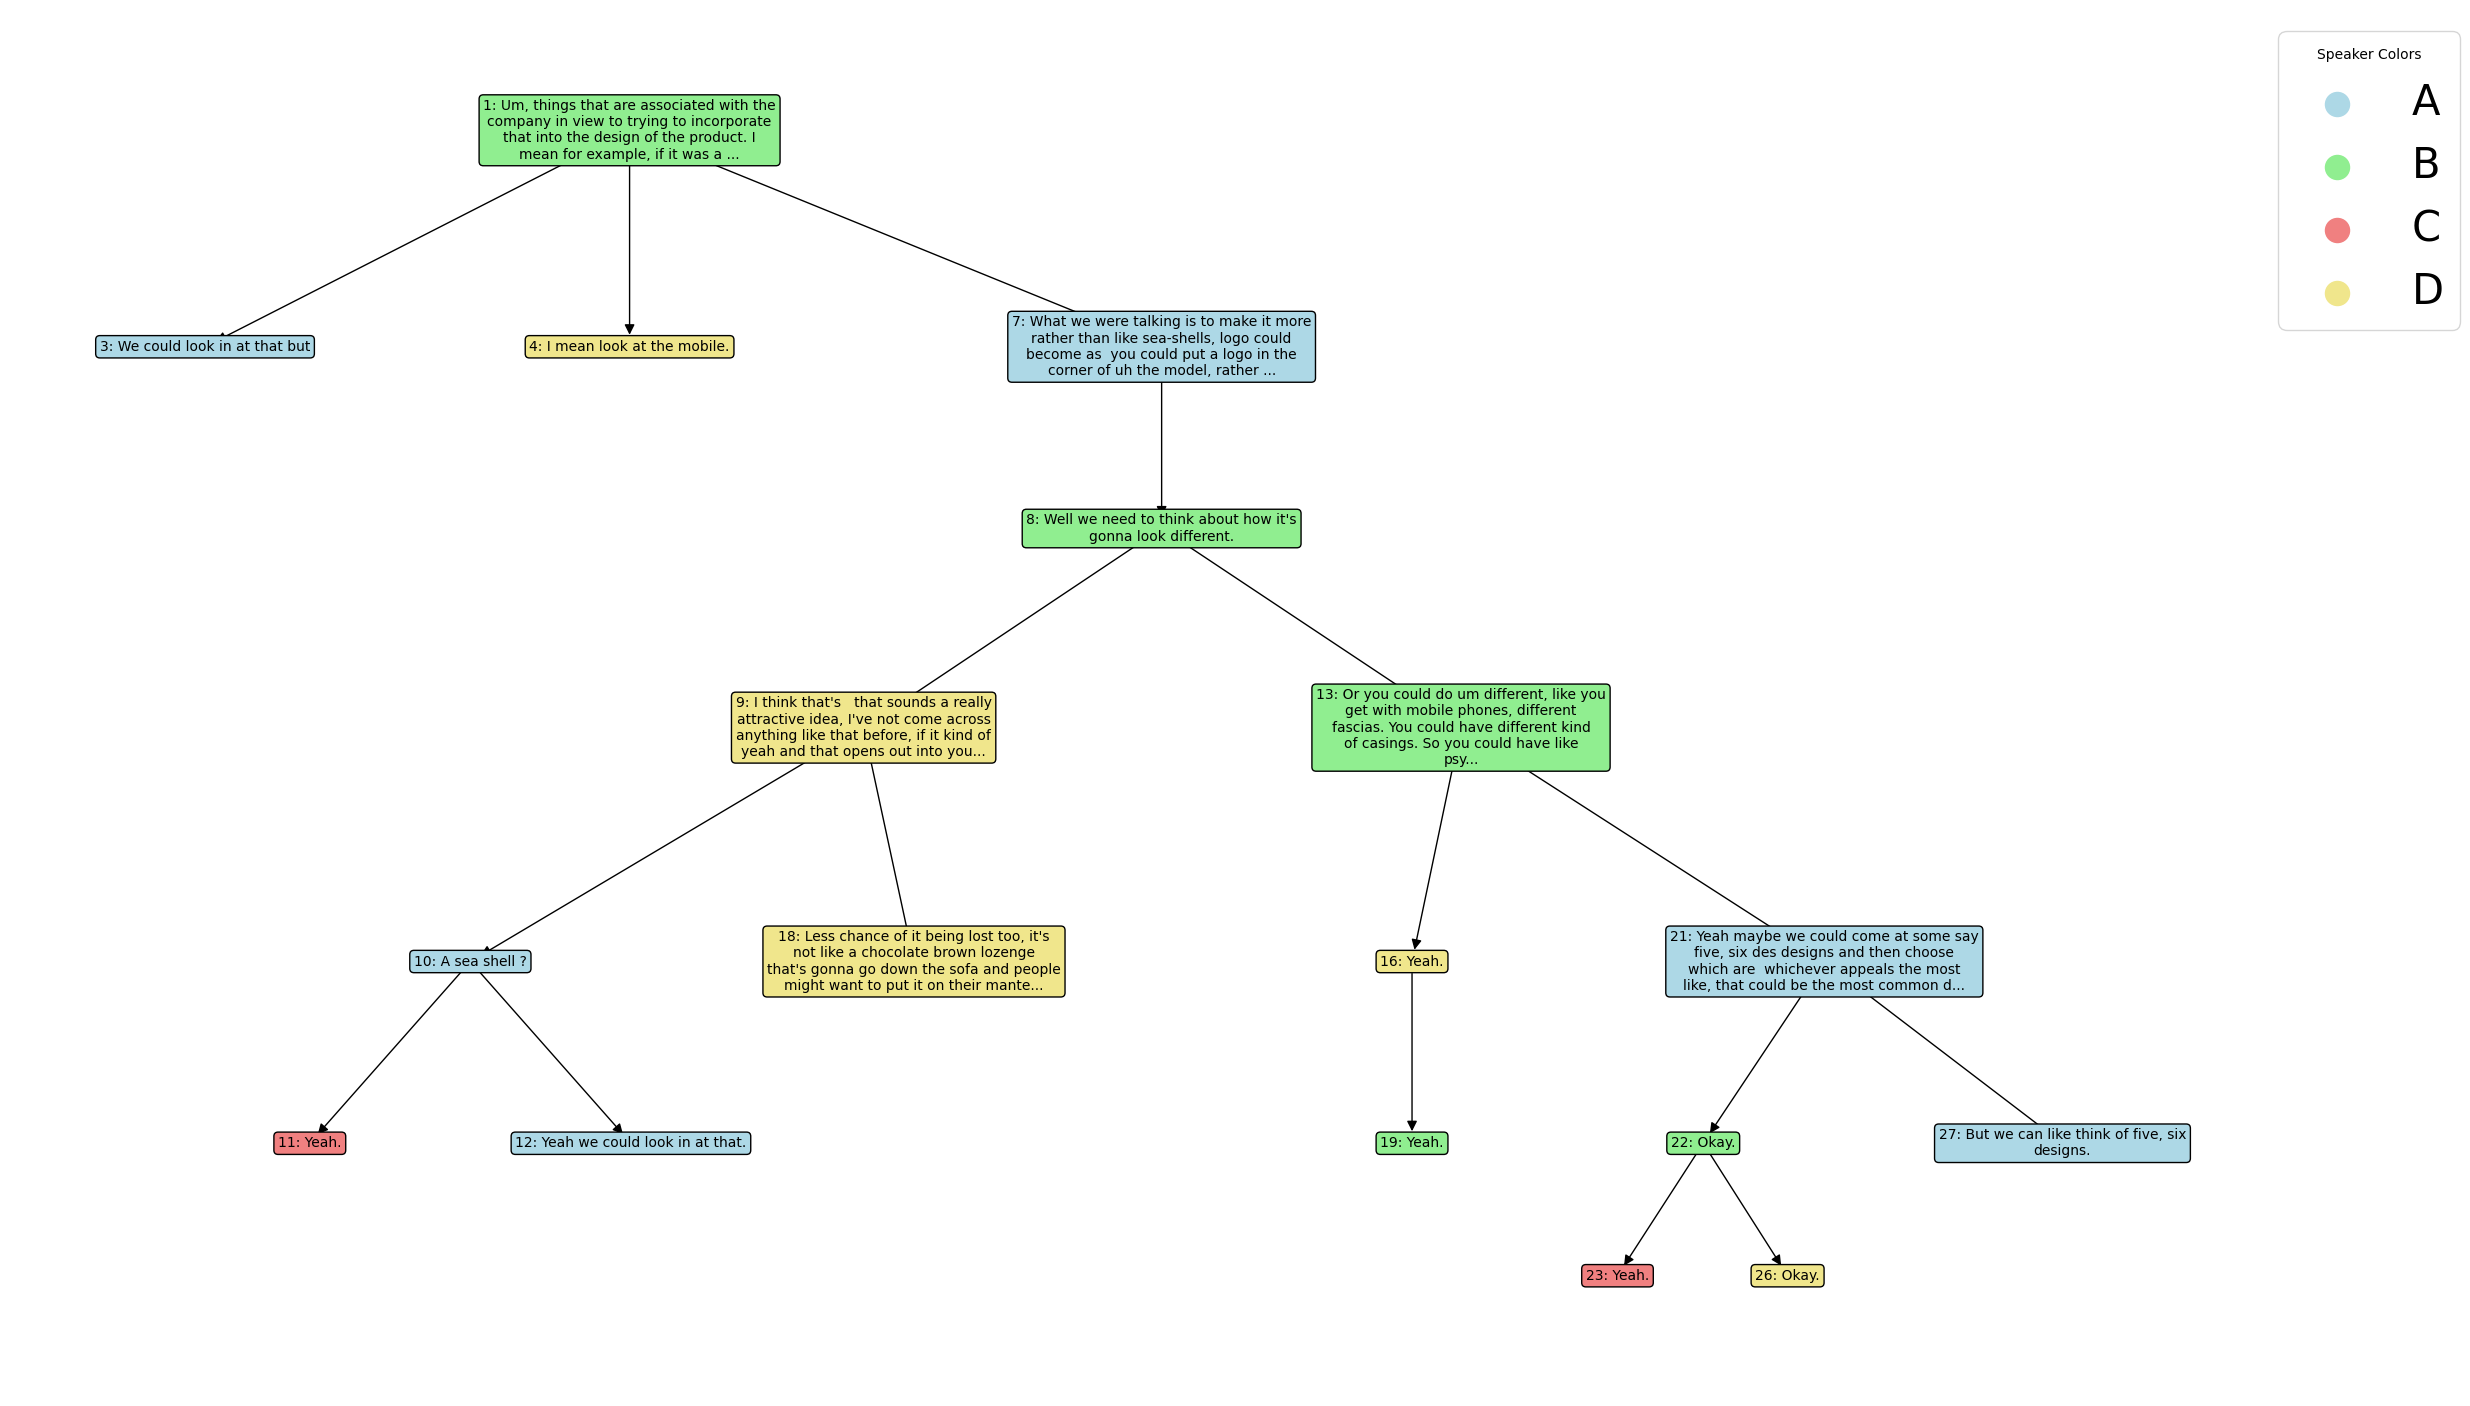 Speaker Colors
A
B
C
D
1: Um, things that are associated with the
company in view to trying to incorporate
that into the design of the product. I
mean for example, if it was a ...
3: We could look in at that but
4: I mean look at the mobile.
7: What we were talking is to make it more
rather than like sea-shells, logo could
become as  you could put a logo in the
corner of uh the model, rather ...
8: Well we need to think about how it's
gonna look different.
9: I think that's   that sounds a really
attractive idea, I've not come across
anything like that before, if it kind of
yeah and that opens out into you...
13: Or you could do um different, like you
get with mobile phones, different
fascias. You could have different kind
of casings. So you could have like
psy...
10: A sea shell ?
18: Less chance of it being lost too, it's
not like a chocolate brown lozenge
that's gonna go down the sofa and people
might want to put it on their mante...
16: Yeah.
21: Yeah maybe we could come at some say
five, six des designs and then choose
which are  whichever appeals the most
like, that could be the most common d...
11: Yeah.
12: Yeah we could look in at that.
19: Yeah.
22: Okay.
27: But we can like think of five, six
designs.
23: Yeah.
26: Okay.